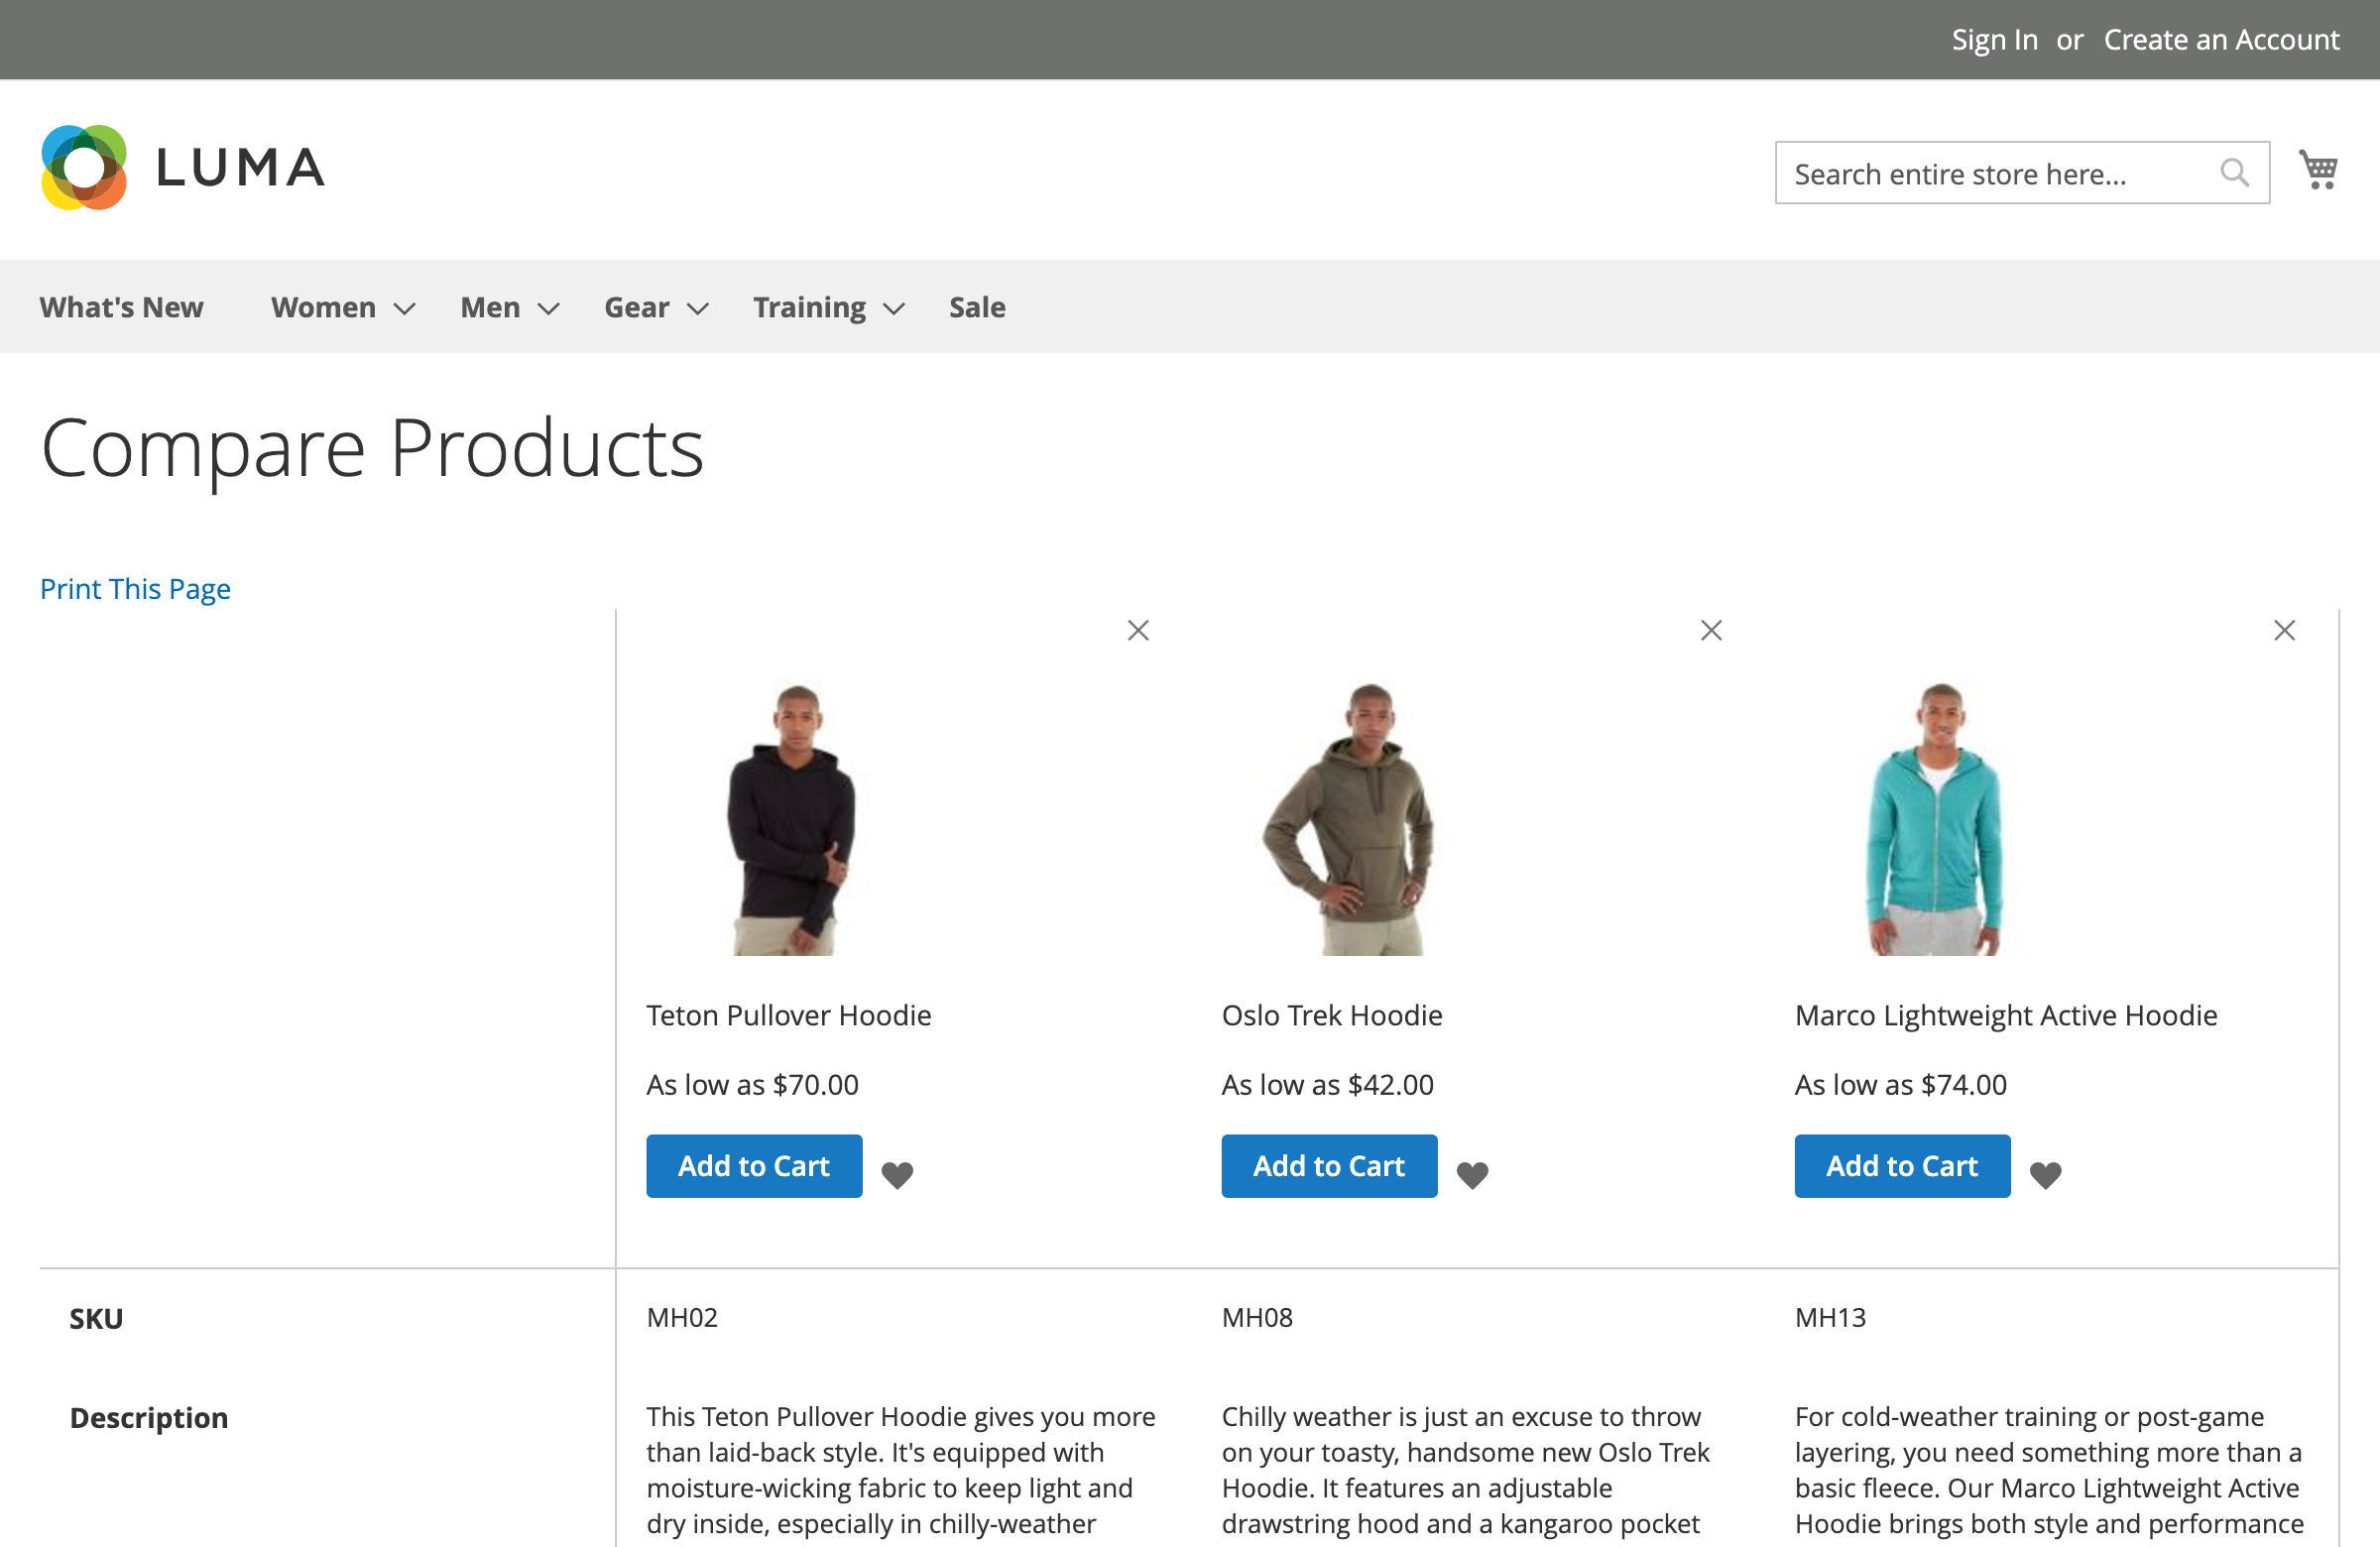 Sign In or Create an Account
LUMA
Search entire store here...
What's New Women Men Gear Training Sale
Compare Products
Print This Page
Teton Pullover Hoodie
Oslo Trek Hoodie
Marco Lightweight Active Hoodie
As low as $70.00
As low as $42.00
As low as $74.00
Add to Cart
Add to Cart
Add to Cart
SKU
MH02
MH08
MH13
Description
This Teton Pullover Hoodie gives you more
than laid-back style. It's equipped with
moisture-wicking fabric to keep light and
dry inside, especially in chilly-weather
Chilly weather is just an excuse to throw
on your toasty, handsome new Oslo Trek
Hoodie. It features an adjustable
drawstring hood and a kangaroo pocket
For cold-weather training or post-game
layering, you need something more than a
basic fleece. Our Marco Lightweight Active
Hoodie brings both style and performance